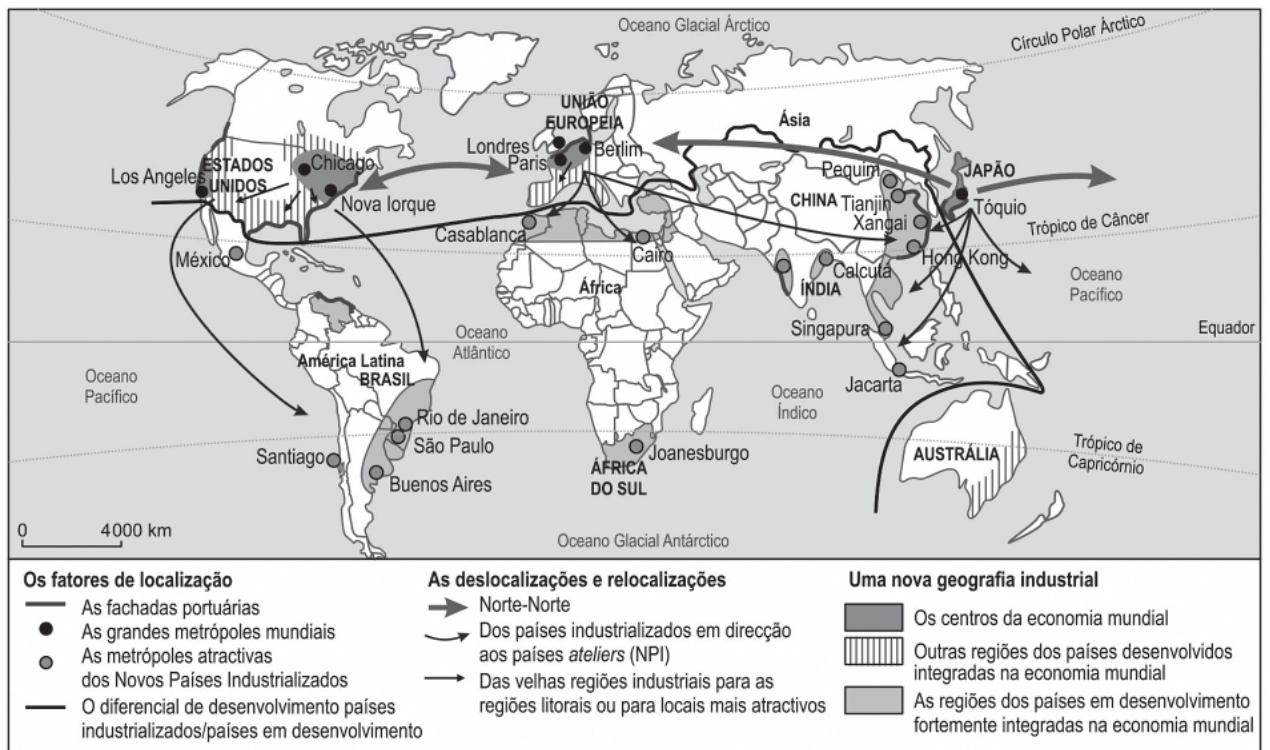 Oceano Glacial Árctico
Círculo Polar Árctico
UNIÃO
EUROPEIA
Ásia
Londres
Berlim
Paris
ESTADOS
UNIDOS
Chicago
Los Angeles
Nova Iorque
Pequim
JAPÃO
CHINA
Tianjin
Tóquio
Xangai
Trópico de Câncer
Casablanca
México
Cairo
Hong Kong
Calcutá
África
ÍNDIA
Oceano
Pacífico
Singapura
Equador
Oceano
Atlântico
América Latina
BRASIL
Oceano
Pacífico
Jacarta
Oceano
Índico
Rio de Janeiro
São Paulo
Santiago
Buenos Aires
Joanesburgo
ÁFRICA
DO SUL
AUSTRÁLIA
Trópico de
Capricórnio
0 4000 km
Oceano Glacial Antárctico
Os fatores de localização
As fachadas portuárias
As grandes metrópoles mundiais
As metrópoles atractivas
dos Novos Países Industrializados
O diferencial de desenvolvimento países
industrializados/países em desenvolvimento
As deslocalizações e relocalizações
Norte-Norte
Dos países industrializados em direcção
aos países ateliers (NPI)
Das velhas regiões industriais para as
regiões litorais ou para locais mais atractivos
Uma nova geografia industrial
Os centros da economia mundial
Outras regiões dos países desenvolvidos
integradas na economia mundial
As regiões dos países em desenvolvimento
fortemente integradas na economia mundial